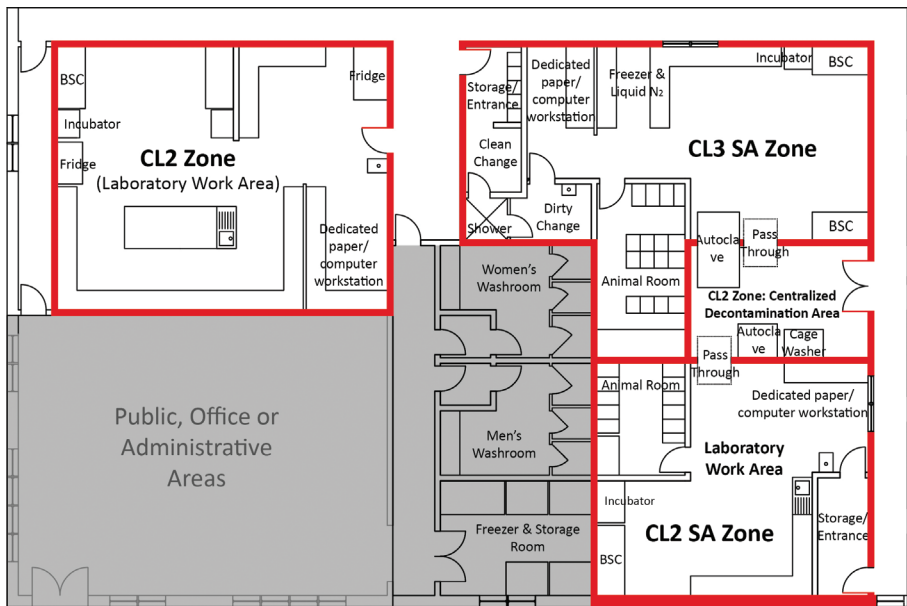 BSC
Incubator
Fridge
Fridge
CL2 Zone
(Laboratory Work Area)
Dedicated
paper/
computer
workstation
Storage/
Entrance
Clean
Change
Shower
Dirty
Change
Dedicated
paper/
computer
workstation
Freezer &
Liquid N₂
Incubator
BSC
CL3 SA Zone
BSC
Autocla
ve
Pass
Through
Animal Room
CL2 Zone: Centralized
Decontamination Area
Autocla
ve
Cage
Washer
Pass
Through
Women's
Washroom
Men's
Washroom
Freezer & Storage
Room
Public, Office or
Administrative
Areas
Animal Room
Dedicated paper/
computer workstation
Laboratory
Work Area
Incubator
BSC
CL2 SA Zone
Storage/
Entrance